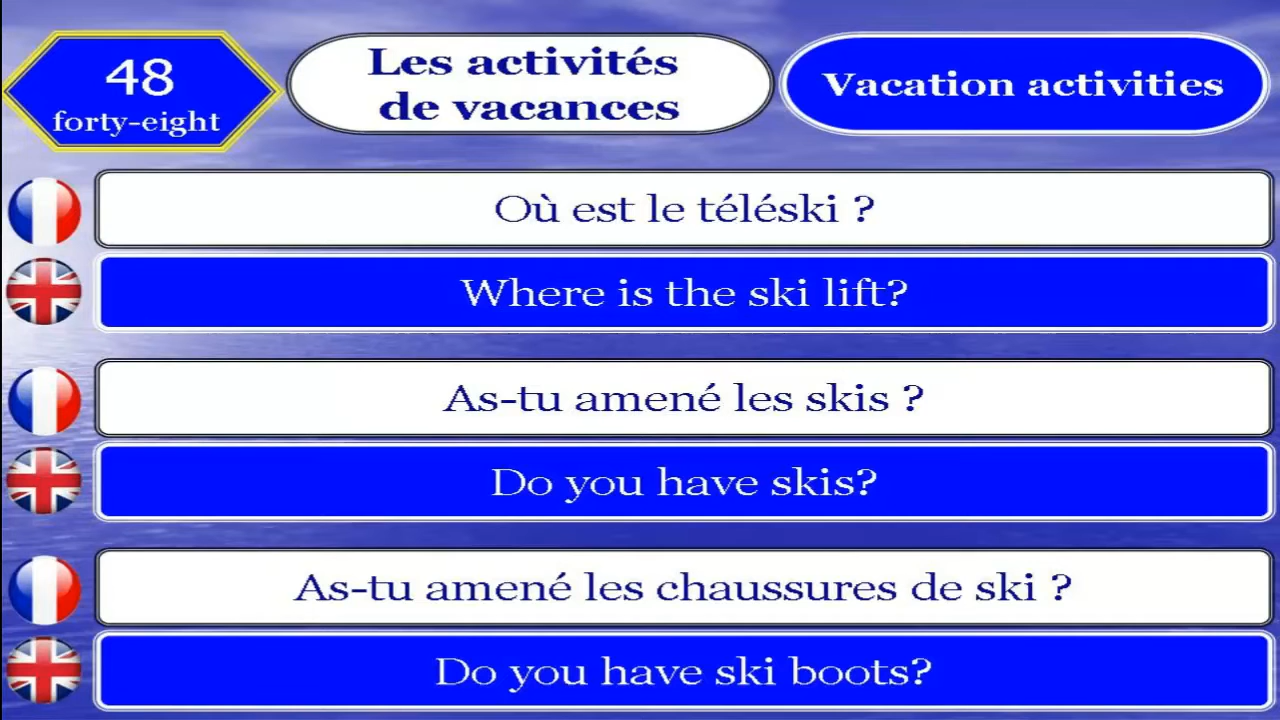 48
forty-eight
Les activités
de vacances
Vacation activities
Où est le téléski ?
Where is the ski lift?
As-tu amené les skis ?
Do you have skis?
As-tu amené les chaussures de ski ?
Do you have ski boots?